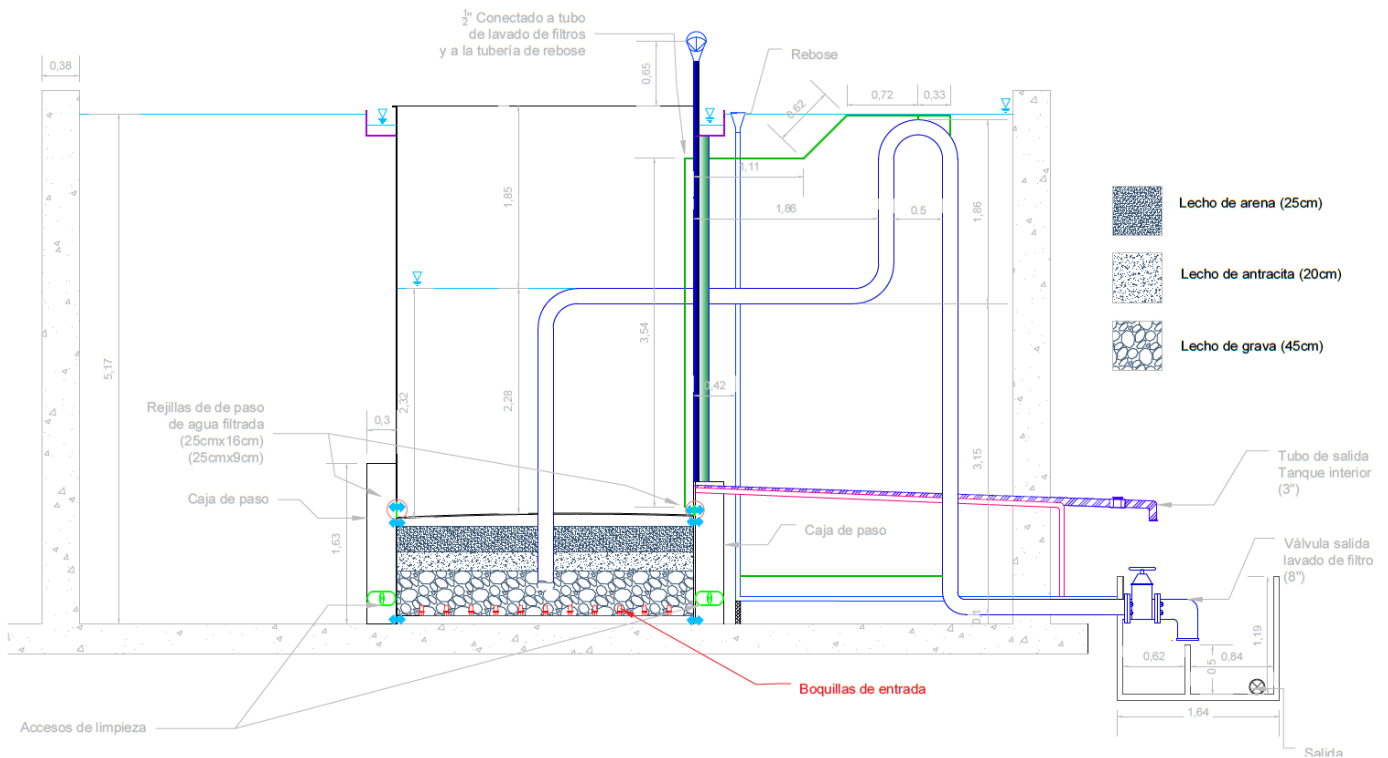 ½" Conectado a tubo
de lavado de filtros
y a la tubería de rebose
0,38
0,65
Rebose
0,72
0,33
0,62
1,11
1,85
1,86
0.5
1,86
Lecho de arena (25cm)
Lecho de antracita (20cm)
Lecho de grava (45cm)
5,17
3,54
2,32
2,28
0,42
3,15
0,3
Rejillas de de paso
de agua filtrada
(25cmx16cm)
(25cmx9cm)
Caja de paso
1,63
Tubo de salida
Tanque interior
(3")
Caja de paso
Válvula salida
lavado de filtro
(8")
0.1
1,19
0,62
0.5
0,84
1,64
Boquillas de entrada
Accesos de limpieza
Salida